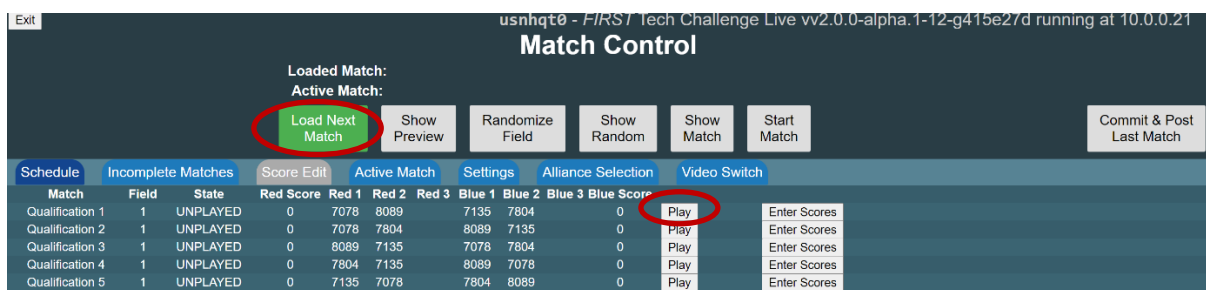 Exit
usnhqt0 - FIRST Tech Challenge Live vv2.0.0-alpha.1-12-g415e27d running at 10.0.0.21
Match Control
Loaded Match:
Active Match:
Load Next Match
Show Preview
Randomize Field
Show Random
Show Match
Start Match
Commit & Post Last Match
Schedule Incomplete Matches Score Edit Active Match Settings Alliance Selection Video Switch
Match Field State Red Score Red 1 Red 2 Red 3 Blue 1 Blue 2 Blue 3 Blue Score
Qualification 1 1 UNPLAYED 0 7078 8089 7135 7804 0 Play Enter Scores
Qualification 2 1 UNPLAYED 0 7078 7804 8089 7135 0 Play Enter Scores
Qualification 3 1 UNPLAYED 0 8089 7135 7078 7804 0 Play Enter Scores
Qualification 4 1 UNPLAYED 0 7804 7135 8089 7078 0 Play Enter Scores
Qualification 5 1 UNPLAYED 0 7135 7078 7804 8089 0 Play Enter Scores